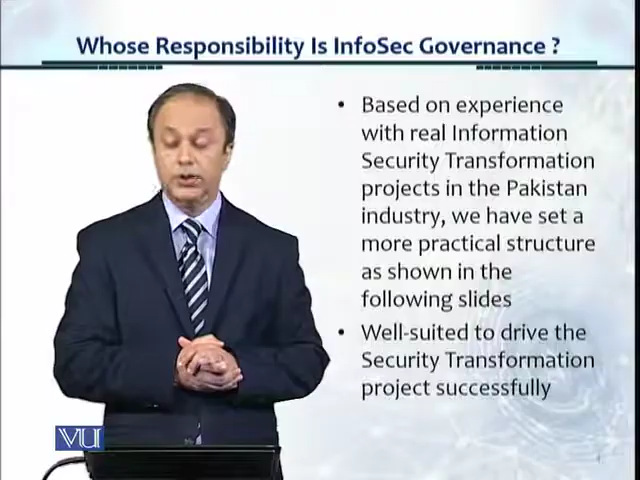 Whose Responsibility Is InfoSec Governance ?
• Based on experience
with real Information
Security Transformation
projects in the Pakistan
industry, we have set a
more practical structure
as shown in the
following slides
• Well-suited to drive the
Security Transformation
project successfully
VU